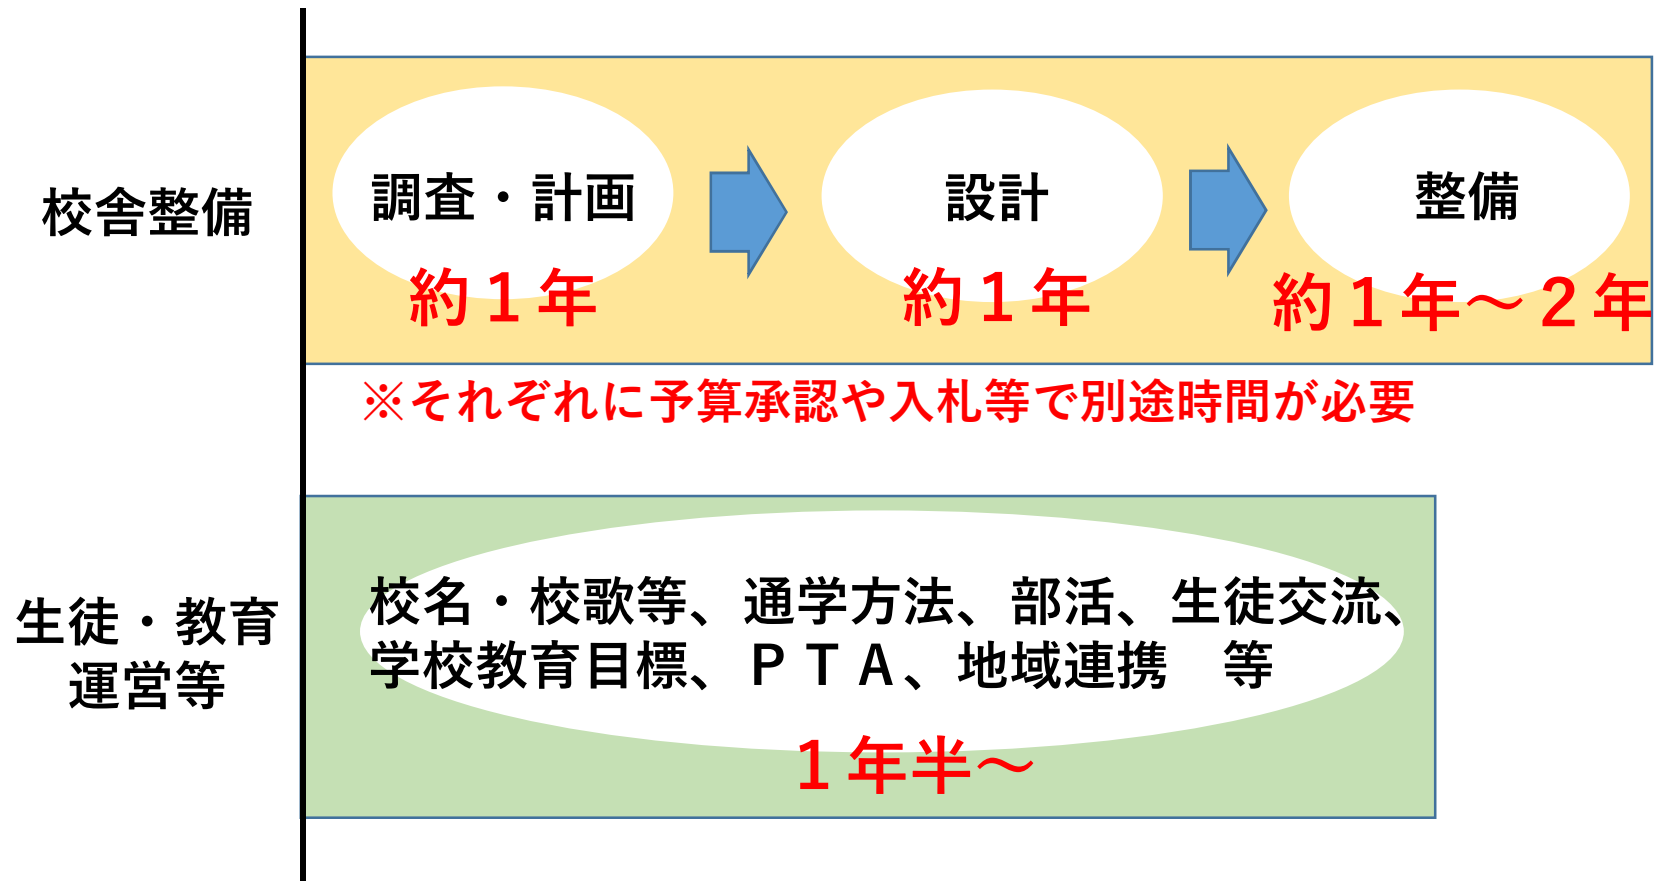 校舎整備
調査・計画
約１年
設計
約１年
整備
約１年～２年
※それぞれに予算承認や入札等で別途時間が必要
生徒・教育
運営等
校名・校歌等、通学方法、部活、生徒交流、
学校教育目標、ＰＴＡ、地域連携　等
１年半～